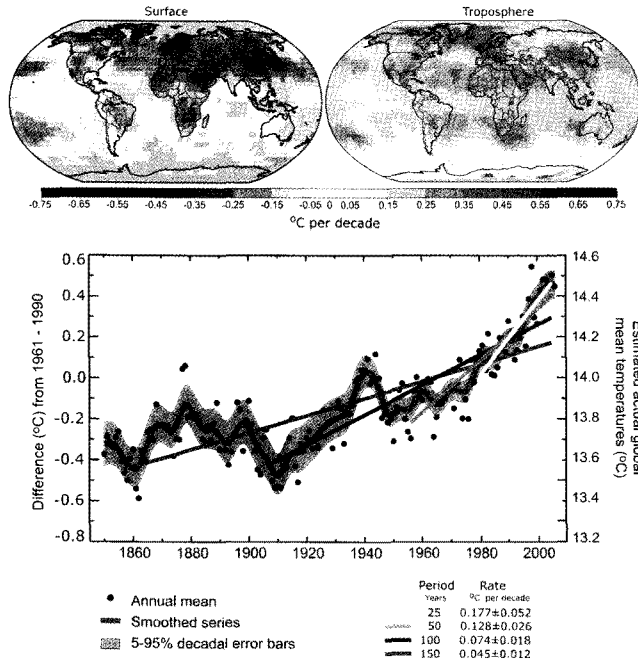 Surface
Troposphere
-0.75 -0.65 -0.55 -0.45 -0.35 -0.25 -0.15 -0.05 0 0.05 0.15 0.25 0.35 0.45 0.55 0.65 0.75
ºC per decade
Difference (ºC) from 1961 - 1990
0.6
0.4
0.2
0.0
-0.2
-0.4
-0.6
-0.8
14.6
14.4
14.2
14.0
13.8
13.6
13.4
13.2
Estimated actual global
mean temperatures (ºC)
1860 1880 1900 1920 1940 1960 1980 2000
Annual mean
Smoothed series
5-95% decadal error bars
Period Rate
Years ºC per decade
25 0.177±0.052
50 0.128±0.026
100 0.074±0.018
150 0.045±0.012